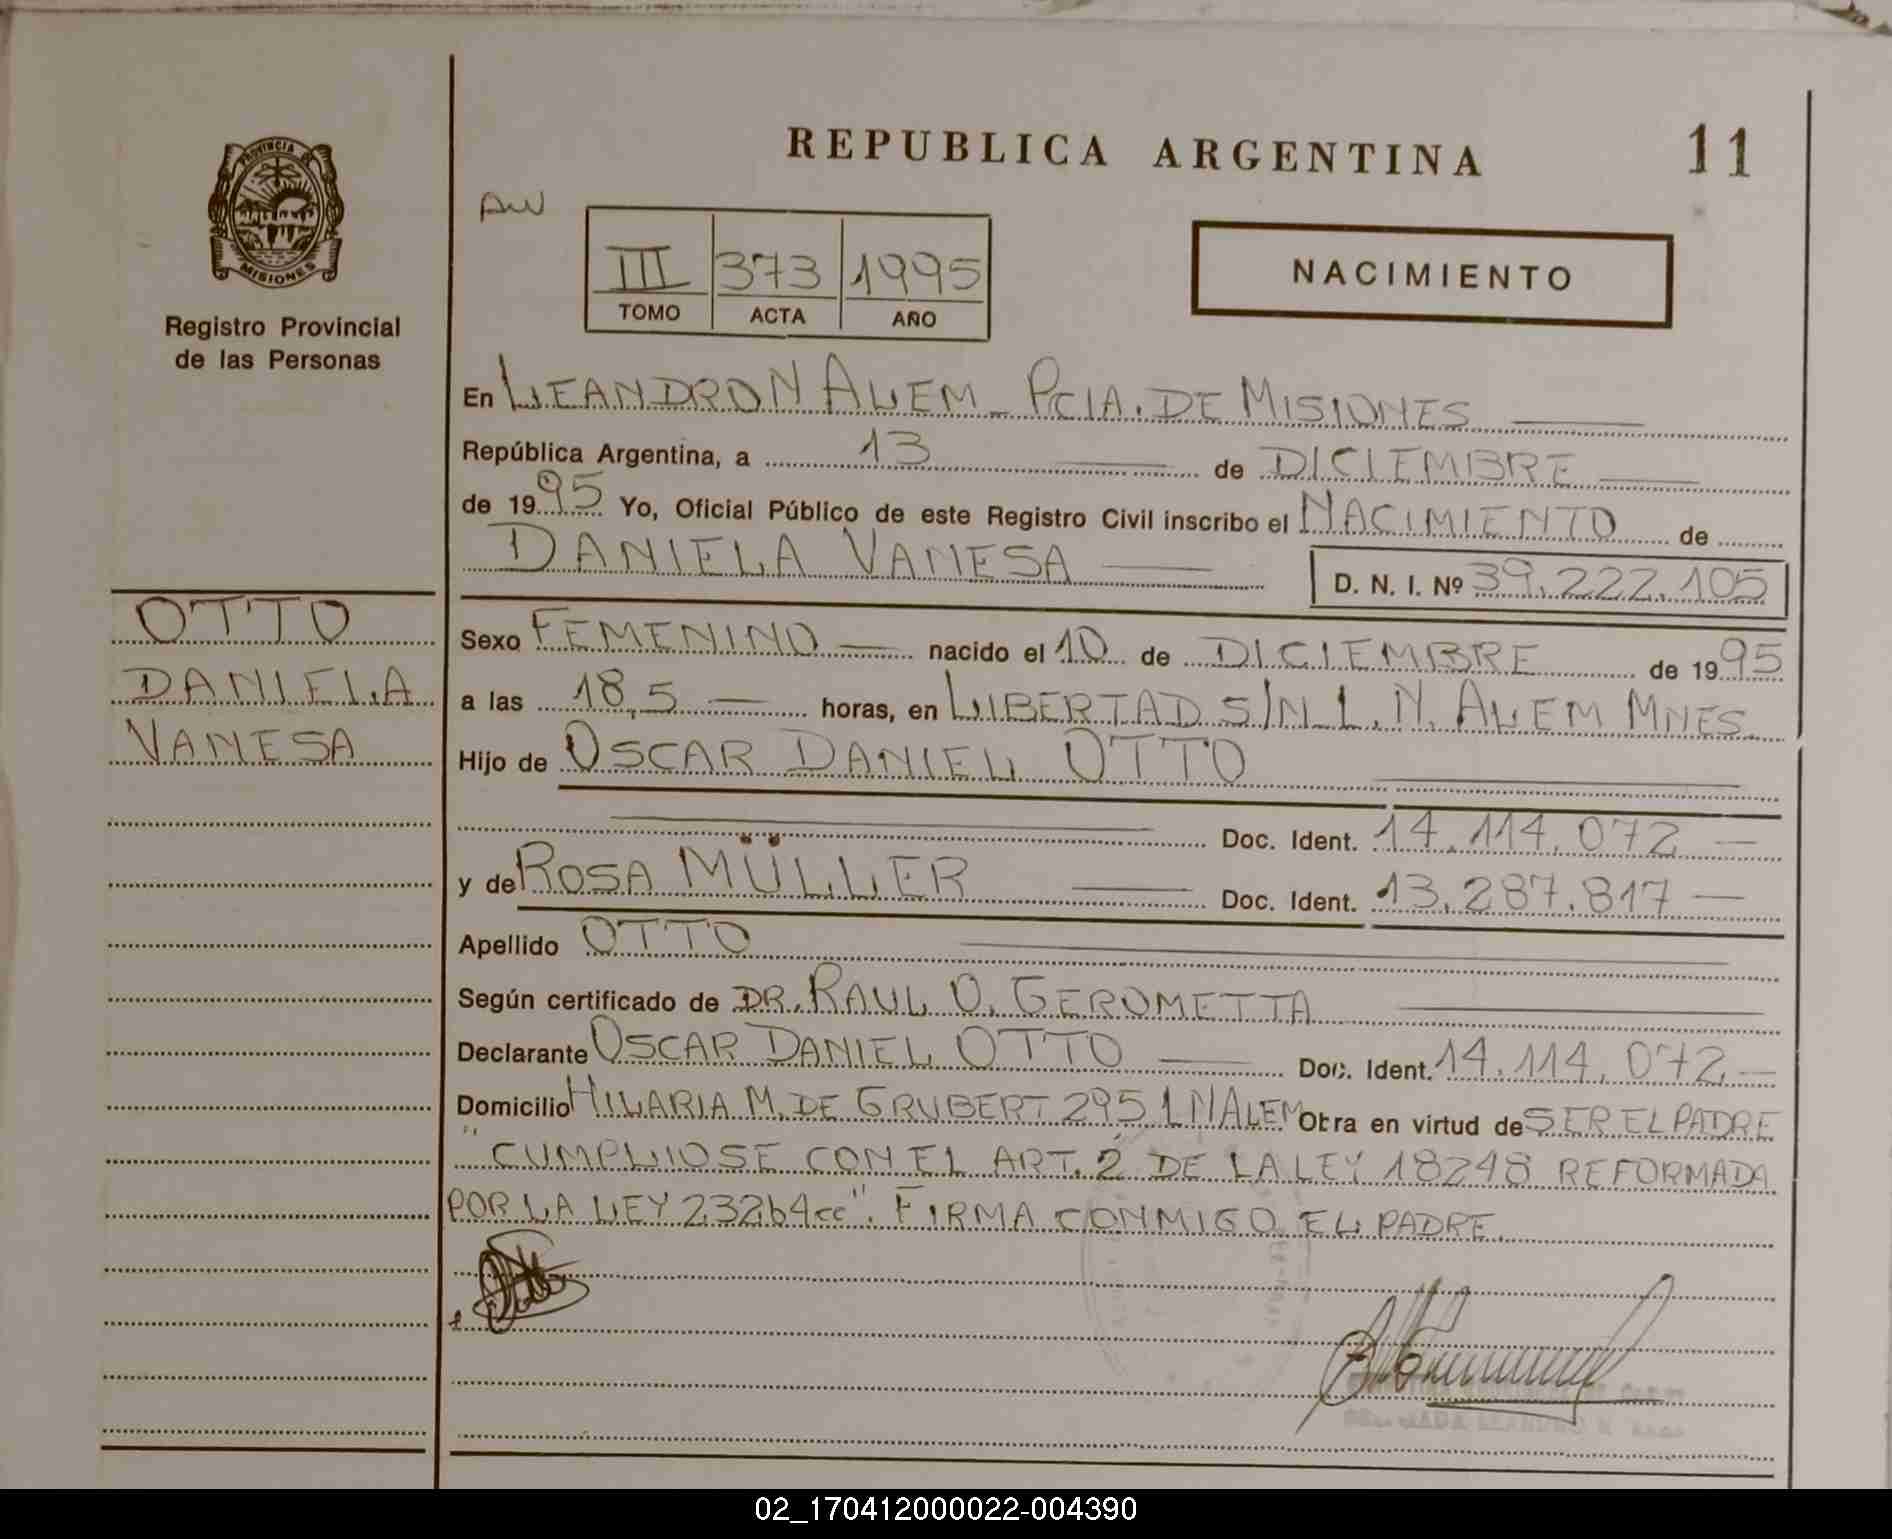 PROVINCIA DE
MISIONES
Registro Provincial
de las Personas
OTTO
DANIELA
VANESA
REPUBLICA ARGENTINA 11
AW
III 373 1995
TOMO ACTA AÑO
NACIMIENTO
En LEANDRO N ALEM - PCIA. DE MISIONES
República Argentina, a 13 de DICIEMBRE
de 1995 Yo, Oficial Público de este Registro Civil inscribo el NACIMIENTO de
DANIELA VANESA D. N. I. Nº 39.222.105
Sexo FEMENINO nacido el 10 de DICIEMBRE de 1995
a las 18,5 horas, en LIBERTAD S/N L. N. ALEM MNES.
Hijo de OSCAR DANIEL OTTO
Doc. Ident. 14.114.072
y de ROSA MÜLLER Doc. Ident. 13.287.817
Apellido OTTO
Según certificado de DR. RAUL O. GEROMETTA
Declarante OSCAR DANIEL OTTO Doc. Ident. 14.114.072
Domicilio HILARIA M. DE GRUBERT 295 L N ALEM Obra en virtud de SER EL PADRE
"CUMPLIOSE CON EL ART. 2 DE LA LEY 18248 REFORMADA
POR LA LEY 23264 cc". FIRMA CONMIGO EL PADRE.
02_170412000022-004390